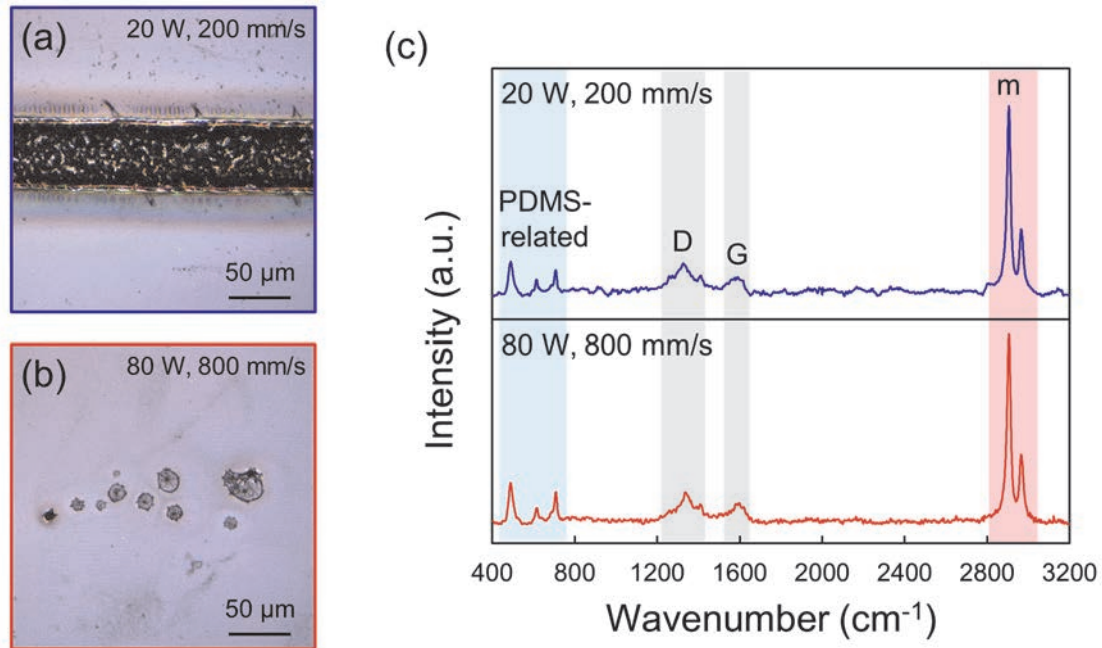 (a)
20 W, 200 mm/s
50 µm
(b)
80 W, 800 mm/s
50 µm
(c)
20 W, 200 mm/s
m
PDMS-
related
D
G
80 W, 800 mm/s
Intensity (a.u.)
400 800 1200 1600 2000 2400 2800 3200
Wavenumber (cm⁻¹)